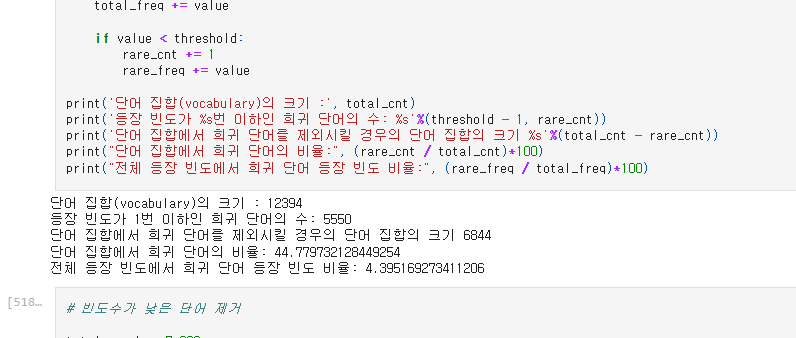 total_freq += value
if value < threshold:
rare_cnt += 1
rare_freq += value
print('단어 집합(vocabulary)의 크기 :', total_cnt)
print('등장 빈도가 %s번 이하인 희귀 단어의 수: %s'%(threshold - 1, rare_cnt))
print('단어 집합에서 희귀 단어를 제외시킬 경우의 단어 집합의 크기 %s'%(total_cnt - rare_cnt))
print("단어 집합에서 희귀 단어의 비율:", (rare_cnt / total_cnt)*100)
print("전체 등장 빈도에서 희귀 단어 등장 빈도 비율:", (rare_freq / total_freq)*100)
단어 집합(vocabulary)의 크기 : 12394
등장 빈도가 1번 이하인 희귀 단어의 수: 5550
단어 집합에서 희귀 단어를 제외시킬 경우의 단어 집합의 크기 6844
단어 집합에서 희귀 단어의 비율: 44.779732128449254
전체 등장 빈도에서 희귀 단어 등장 빈도 비율: 4.395169273411206
[518…
# 빈도수가 낮은 단어 제거